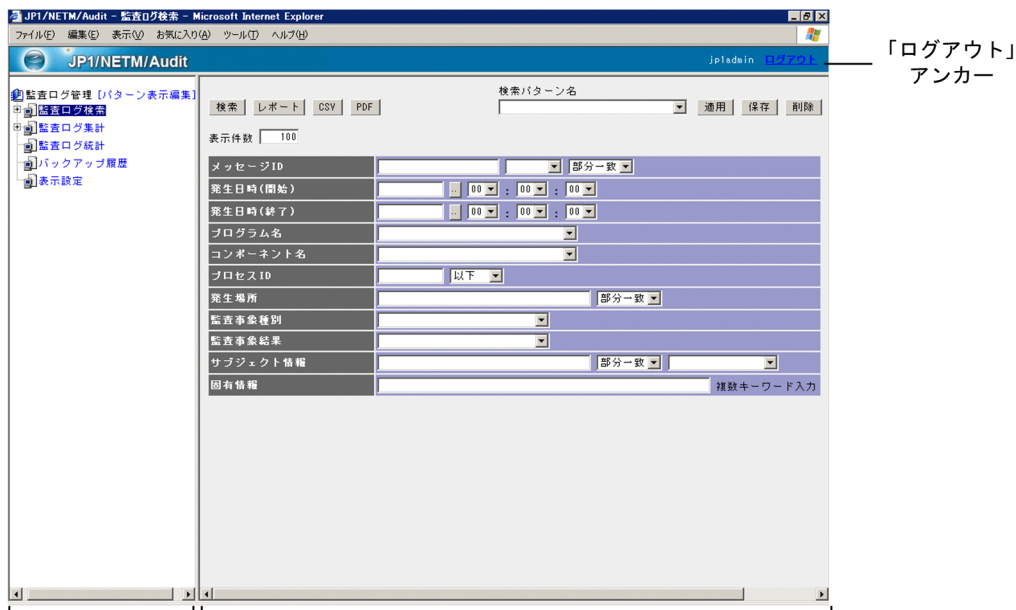 JP1/NETM/Audit - 監査ログ検索 - Microsoft Internet Explorer
ファイル(F) 編集(E) 表示(V) お気に入り(A) ツール(T) ヘルプ(H)
JP1/NETM/Audit
jp1admin ログアウト
「ログアウト」
アンカー
監査ログ管理 [パターン表示編集]
監査ログ検索
監査ログ集計
監査ログ統計
バックアップ履歴
表示設定
検索パターン名
検索 レポート CSV PDF 適用 保存 削除
表示件数 100
メッセージID 部分一致
発生日時(開始) .. 00 : 00 : 00
発生日時(終了) .. 00 : 00 : 00
プログラム名
コンポーネント名
プロセスID 以下
発生場所 部分一致
監査事象種別
監査事象結果
サブジェクト情報 部分一致
固有情報 複数キーワード入力